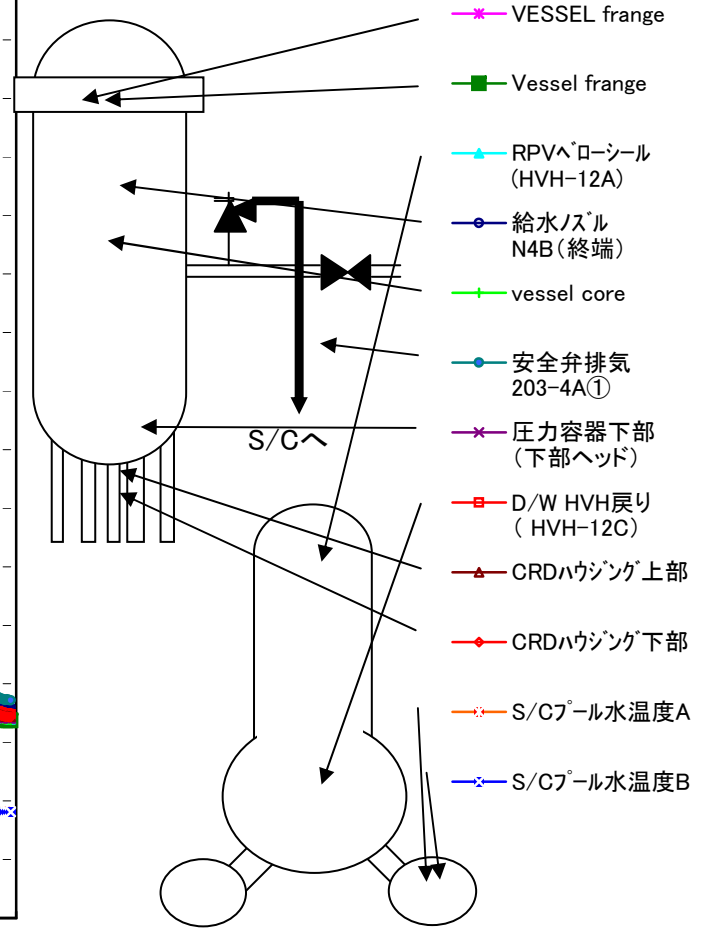 VESSEL frange
Vessel frange
RPVベローシール
(HVH-12A)
給水ノズル
N4B(終端)
vessel core
安全弁排気
203-4A①
圧力容器下部
(下部ヘッド)
D/W HVH戻り
( HVH-12C)
CRDハウジング上部
CRDハウジング下部
S/Cプール水温度A
S/Cプール水温度B
S/Cへ